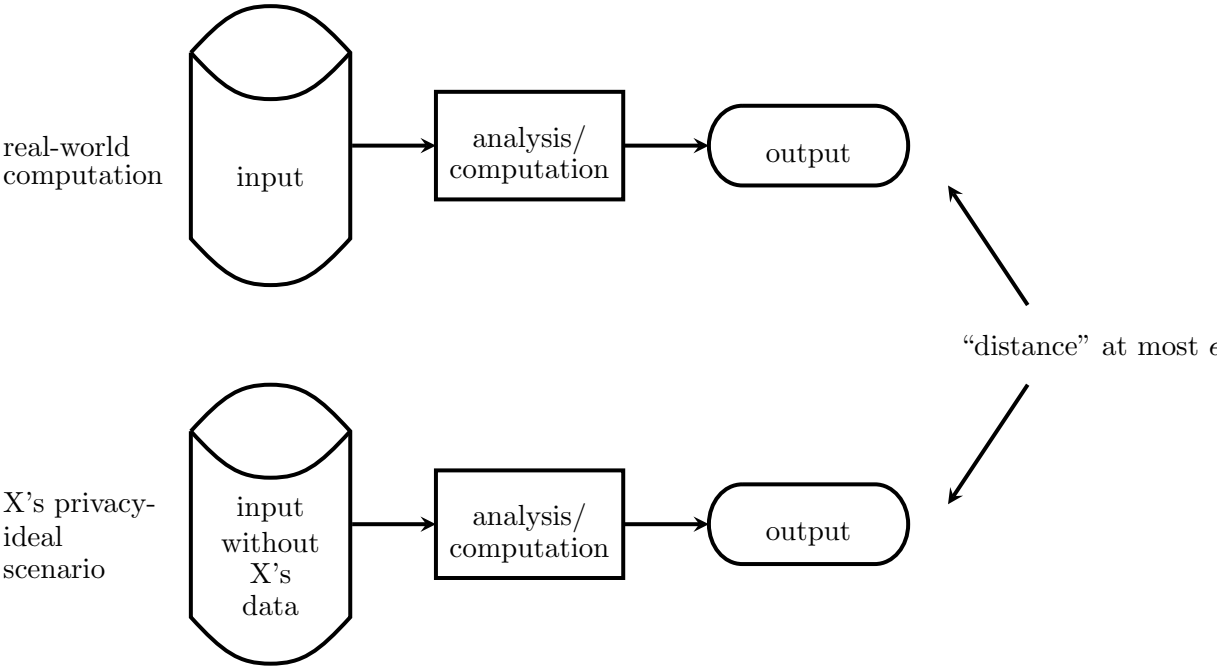 real-world
computation
input
analysis/
computation
output
“distance” at most
X’s privacy-
ideal
scenario
input
without
X’s
data
analysis/
computation
output